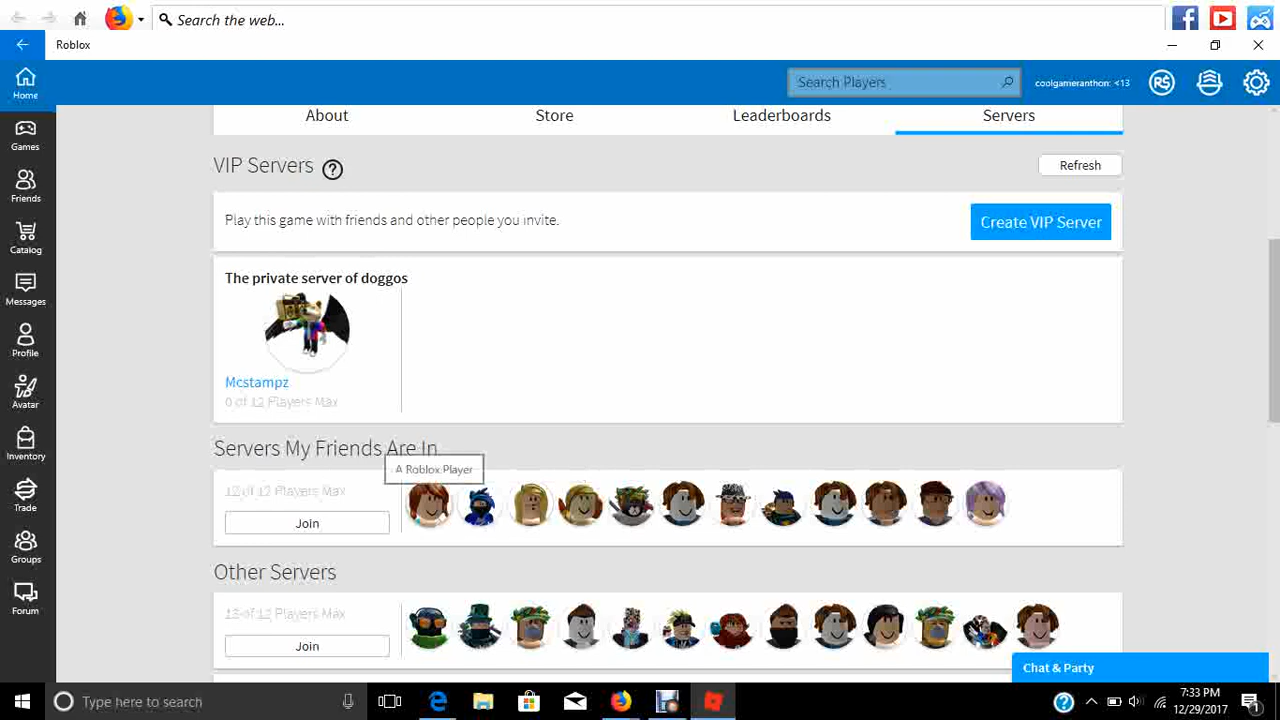 Search the web...
Roblox
Home
Search Players
coolgameranthon: <13
Games
Friends
Catalog
Messages
Profile
Avatar
Inventory
Trade
Groups
Forum
About
Store
Leaderboards
Servers
VIP Servers
Refresh
Play this game with friends and other people you invite.
Create VIP Server
The private server of doggos
Mcstampz
0 of 12 Players Max
Servers My Friends Are In
A Roblox Player
12 of 12 Players Max
Join
Other Servers
13 of 12 Players Max
Join
Chat & Party
Type here to search
7:33 PM
12/29/2017